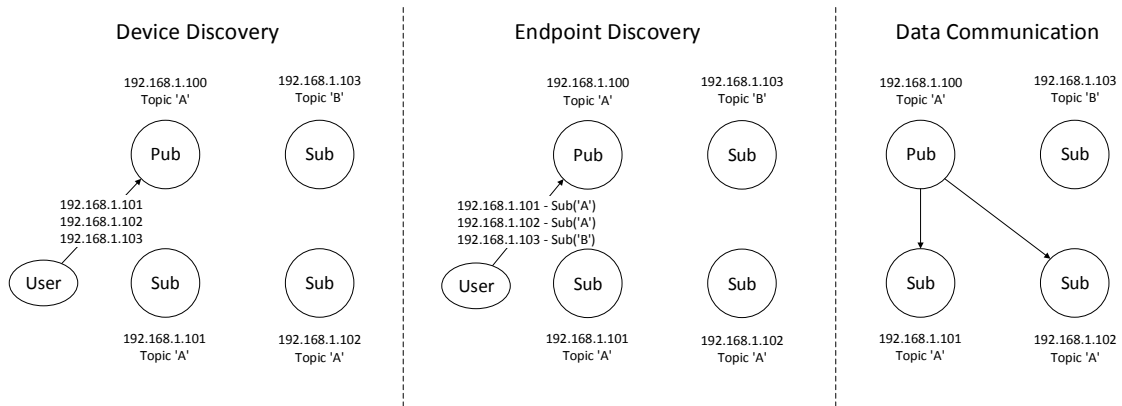 Device Discovery
192.168.1.100
Topic 'A'
192.168.1.103
Topic 'B'
Pub
Sub
192.168.1.101
192.168.1.102
192.168.1.103
User
Sub
Sub
192.168.1.101
Topic 'A'
192.168.1.102
Topic 'A'
Endpoint Discovery
192.168.1.100
Topic 'A'
192.168.1.103
Topic 'B'
Pub
Sub
192.168.1.101 - Sub('A')
192.168.1.102 - Sub('A')
192.168.1.103 - Sub('B')
User
Sub
Sub
192.168.1.101
Topic 'A'
192.168.1.102
Topic 'A'
Data Communication
192.168.1.100
Topic 'A'
192.168.1.103
Topic 'B'
Pub
Sub
Sub
Sub
192.168.1.101
Topic 'A'
192.168.1.102
Topic 'A'